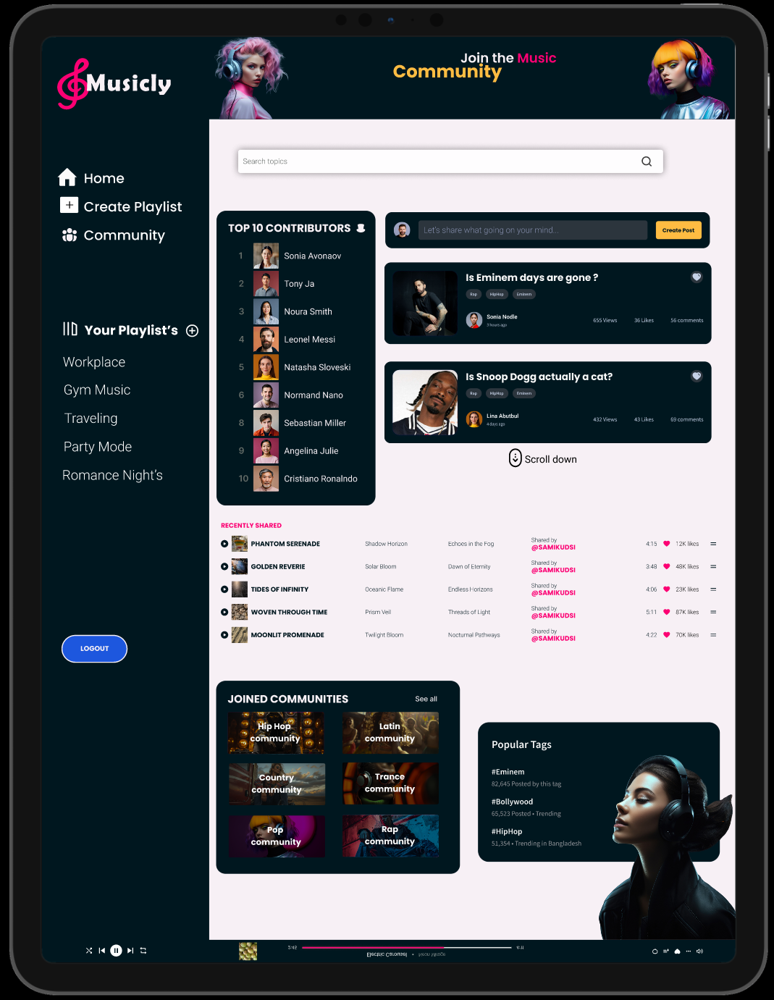 Musicly
Join the Music
Community
Home
Create Playlist
Community
Your Playlist's
Workplace
Gym Music
Traveling
Party Mode
Romance Night's
LOGOUT
Search topics
TOP 10 CONTRIBUTORS
1 Sonia Avonaov
2 Tony Ja
3 Noura Smith
4 Leonel Messi
5 Natasha Sloveski
6 Normand Nano
8 Sebastian Miller
9 Angelina Julie
10 Cristiano Ronalndo
Let's share what going on your mind...
Create Post
Is Eminem days are gone ?
Rap HipHop Eminem
Sonia Nodle
3 hours ago
655 Views 36 Likes 56 comments
Is Snoop Dogg actually a cat?
Rap HipHop Eminem
Lina Abutbul
4 days ago
432 Views 43 Likes 69 comments
Scroll down
RECENTLY SHARED
PHANTOM SERENADE Shadow Horizon Echoes in the Fog Shared by @SAMIKUDSI 4:15 12K likes
GOLDEN REVERIE Solar Bloom Dawn of Eternity Shared by @SAMIKUDSI 3:48 48K likes
TIDES OF INFINITY Oceanic Flame Endless Horizons Shared by @SAMIKUDSI 4:06 23K likes
WOVEN THROUGH TIME Prism Veil Threads of Light Shared by @SAMIKUDSI 5:11 87K likes
MOONLIT PROMENADE Twilight Bloom Nocturnal Pathways Shared by @SAMIKUDSI 4:22 70K likes
JOINED COMMUNITIES See all
Hip Hop
community
Latin
community
Country
community
Trance
community
Pop
community
Rap
community
Popular Tags
#Eminem
82,645 Posted by this tag
#Bollywood
65,523 Posted • Trending
#HipHop
51,354 • Trending in Bangladesh
2:45 4:11
Electric Carousel • Neon Mirage